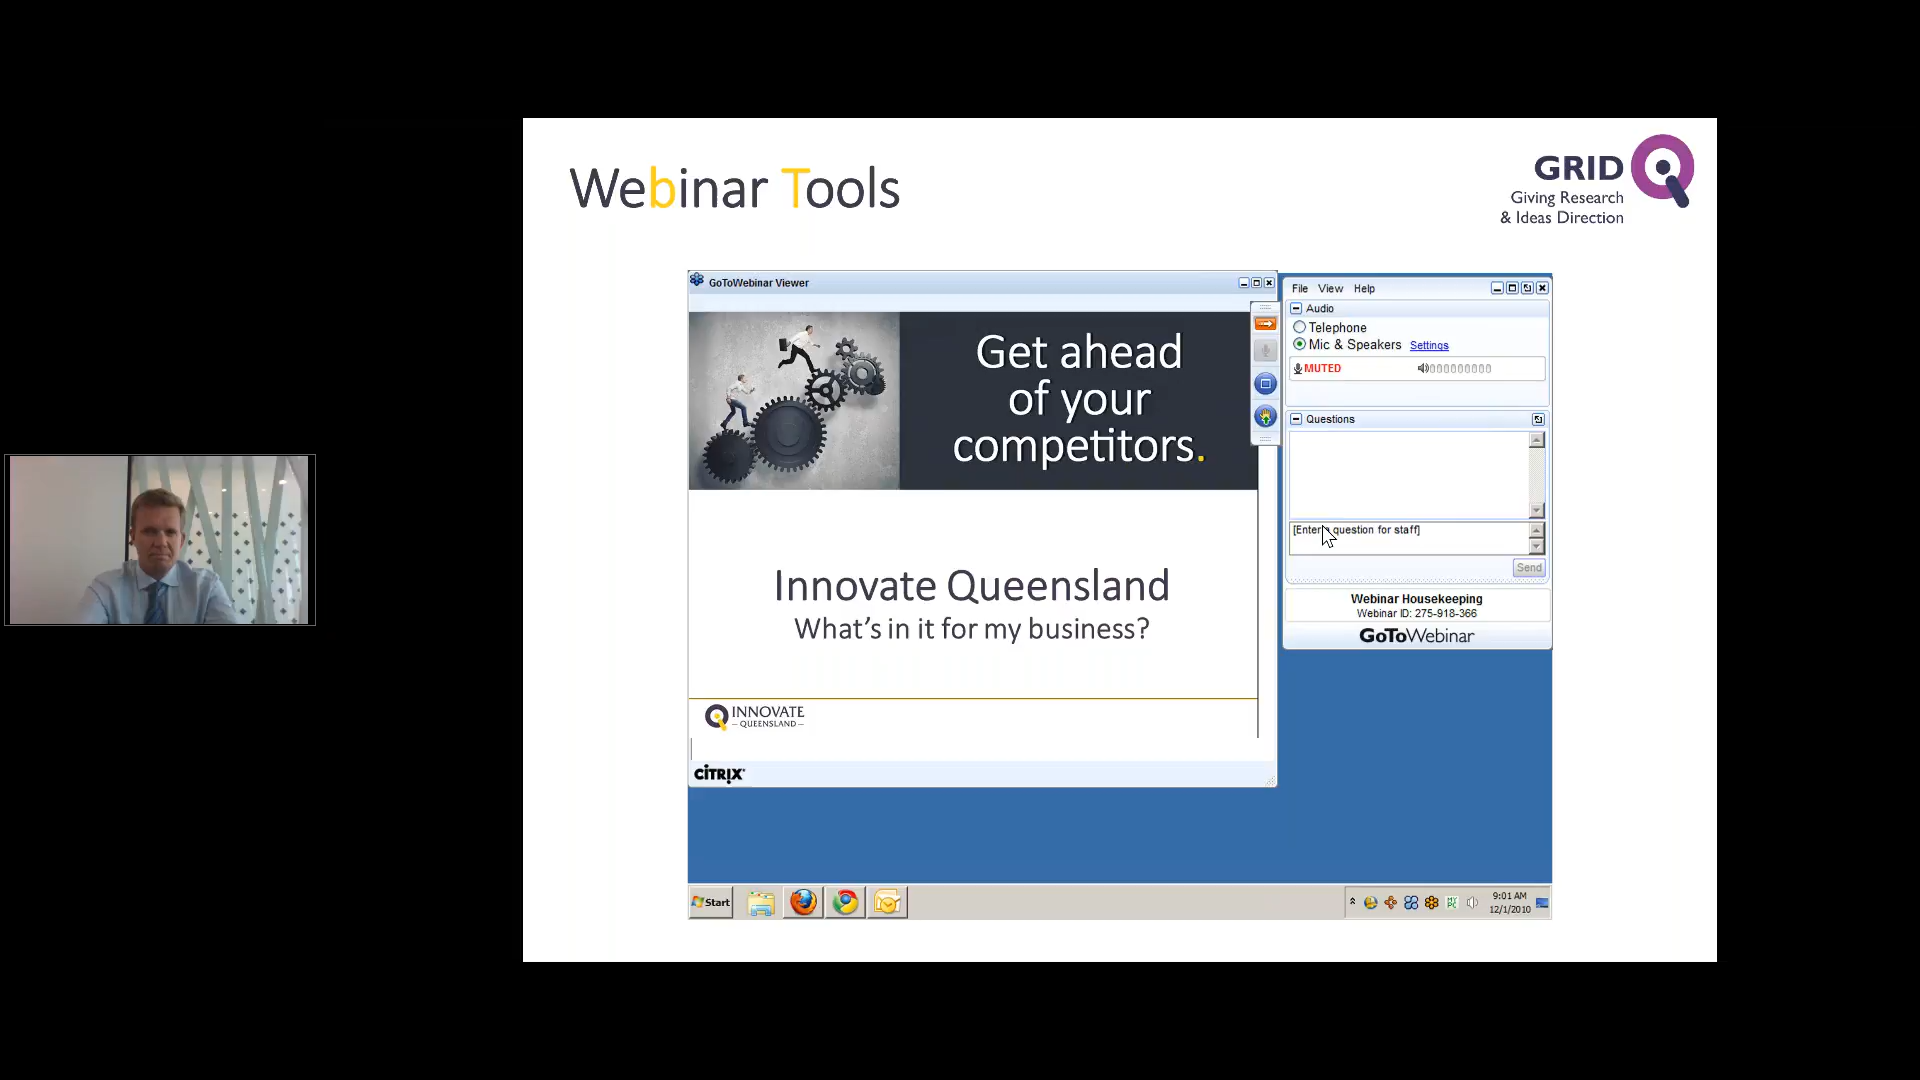 Webinar Tools
GRID
Giving Research
& Ideas Direction
GoToWebinar Viewer
Get ahead
of your
competitors.
Innovate Queensland
What's in it for my business?
INNOVATE
–QUEENSLAND–
CİTRIX®
File View Help
Audio
Telephone
Mic & Speakers Settings
MUTED
Questions
[Enter a question for staff]
Send
Webinar Housekeeping
Webinar ID: 275-918-366
GoToWebinar
Start
9:01 AM
12/1/2010